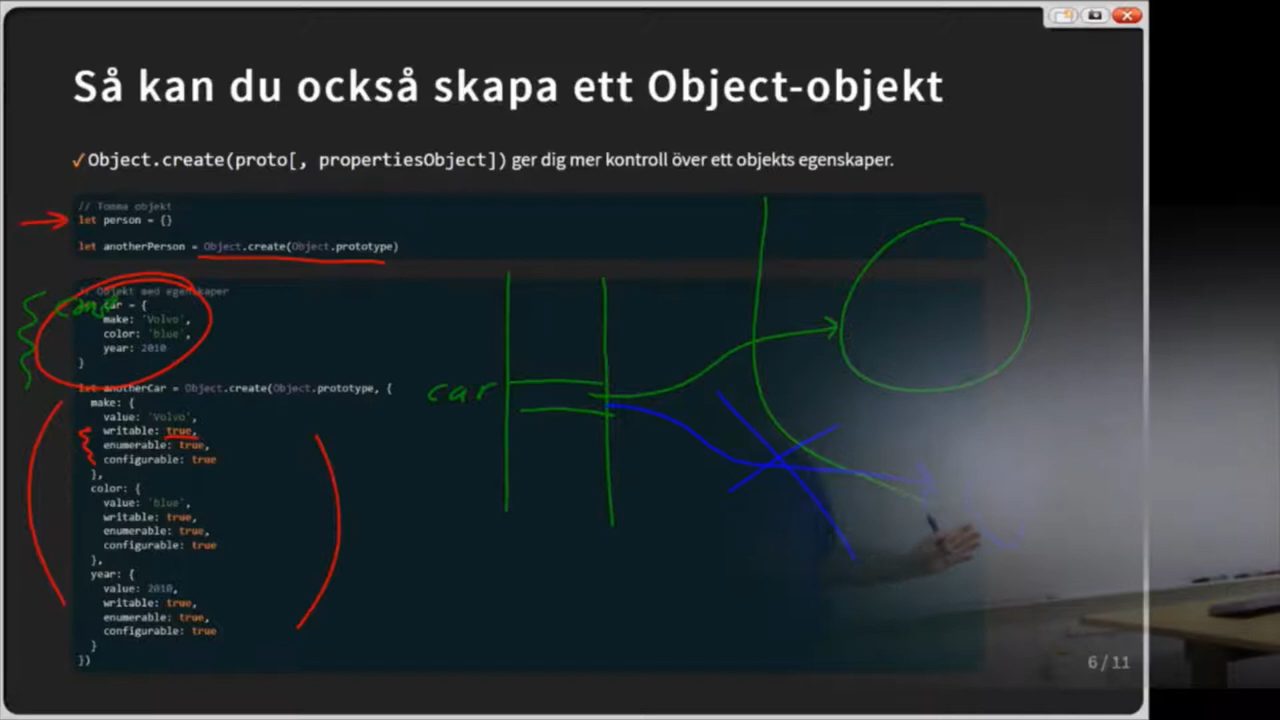 Så kan du också skapa ett Object-objekt
✓Object.create(proto[, propertiesObject]) ger dig mer kontroll över ett objekts egenskaper.
// Tomma objekt
let person = {}
let anotherPerson = Object.create(Object.prototype)
// Objekt med egenskaper
car = {
make: 'Volvo',
color: 'blue',
year: 2010
}
let anotherCar = Object.create(Object.prototype, {
make: {
value: 'Volvo',
writable: true,
enumerable: true,
configurable: true
},
color: {
value: 'blue',
writable: true,
enumerable: true,
configurable: true
},
year: {
value: 2010,
writable: true,
enumerable: true,
configurable: true
}
})
car
6 / 11